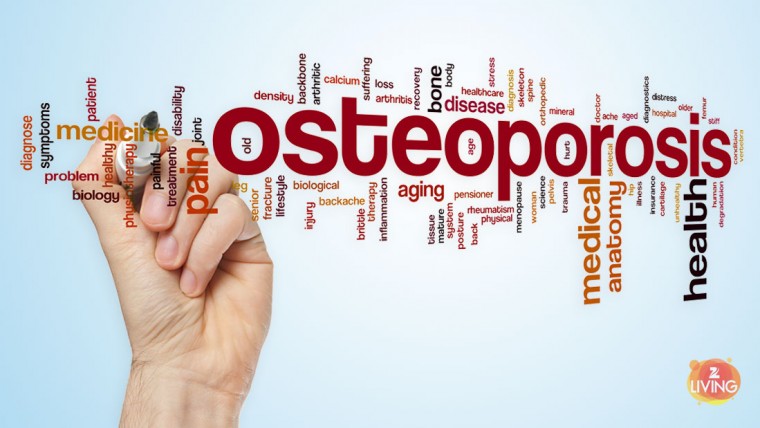 diagnose
symptoms
patient
medicine
problem
biology
healthy
physiotherapy
painful
treatment
disability
joint
pain
osteoporosis
old
age
hurt
density
backbone
arthritic
calcium
suffering
loss
arthritis
recovery
bone
body
disease
healthcare
stress
diagnosis
skeleton
spine
orthopedic
mineral
doctor
ache
aged
diagnostics
distress
hospital
older
femur
stiff
condition
vertebra
leg
senior
fracture
lifestyle
biological
injury
backache
brittle
therapy
inflammation
aging
pensioner
tissue
mature
system
posture
back
rheumatism
physical
menopause
woman
science
pelvis
trauma
medical
anatomy
skeletal
hip
illness
insurance
cartilage
unhealthy
health
human
degradation
Z
LIVING